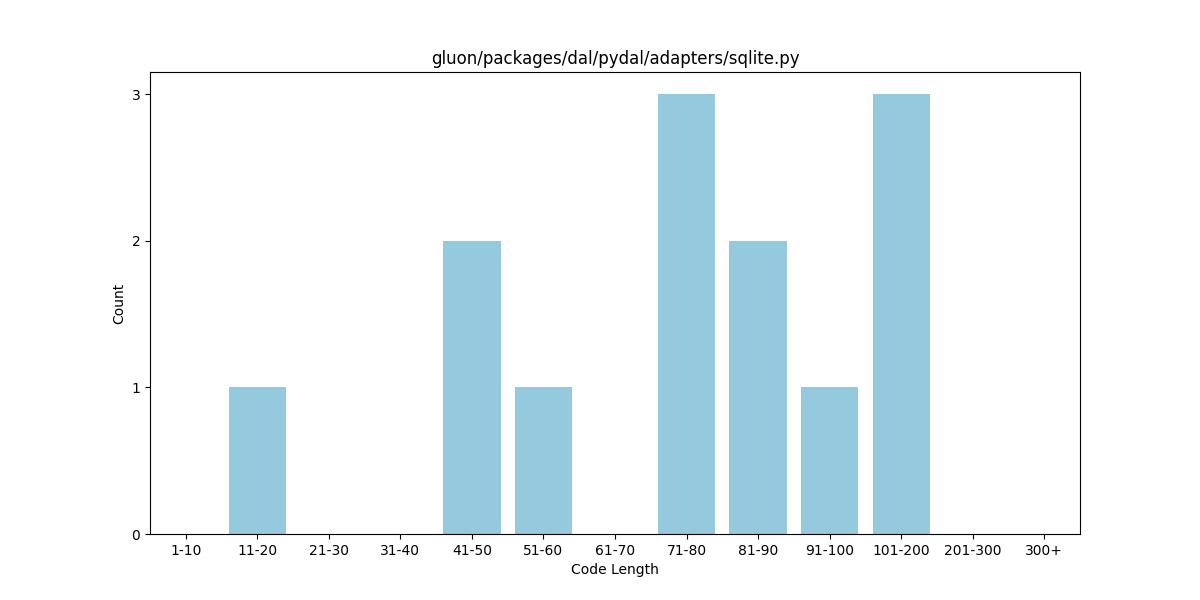 gluon/packages/dal/pydal/adapters/sqlite.py
3
2
1
0
Count
1-10 11-20 21-30 31-40 41-50 51-60 61-70 71-80 81-90 91-100 101-200 201-300 300+
Code Length